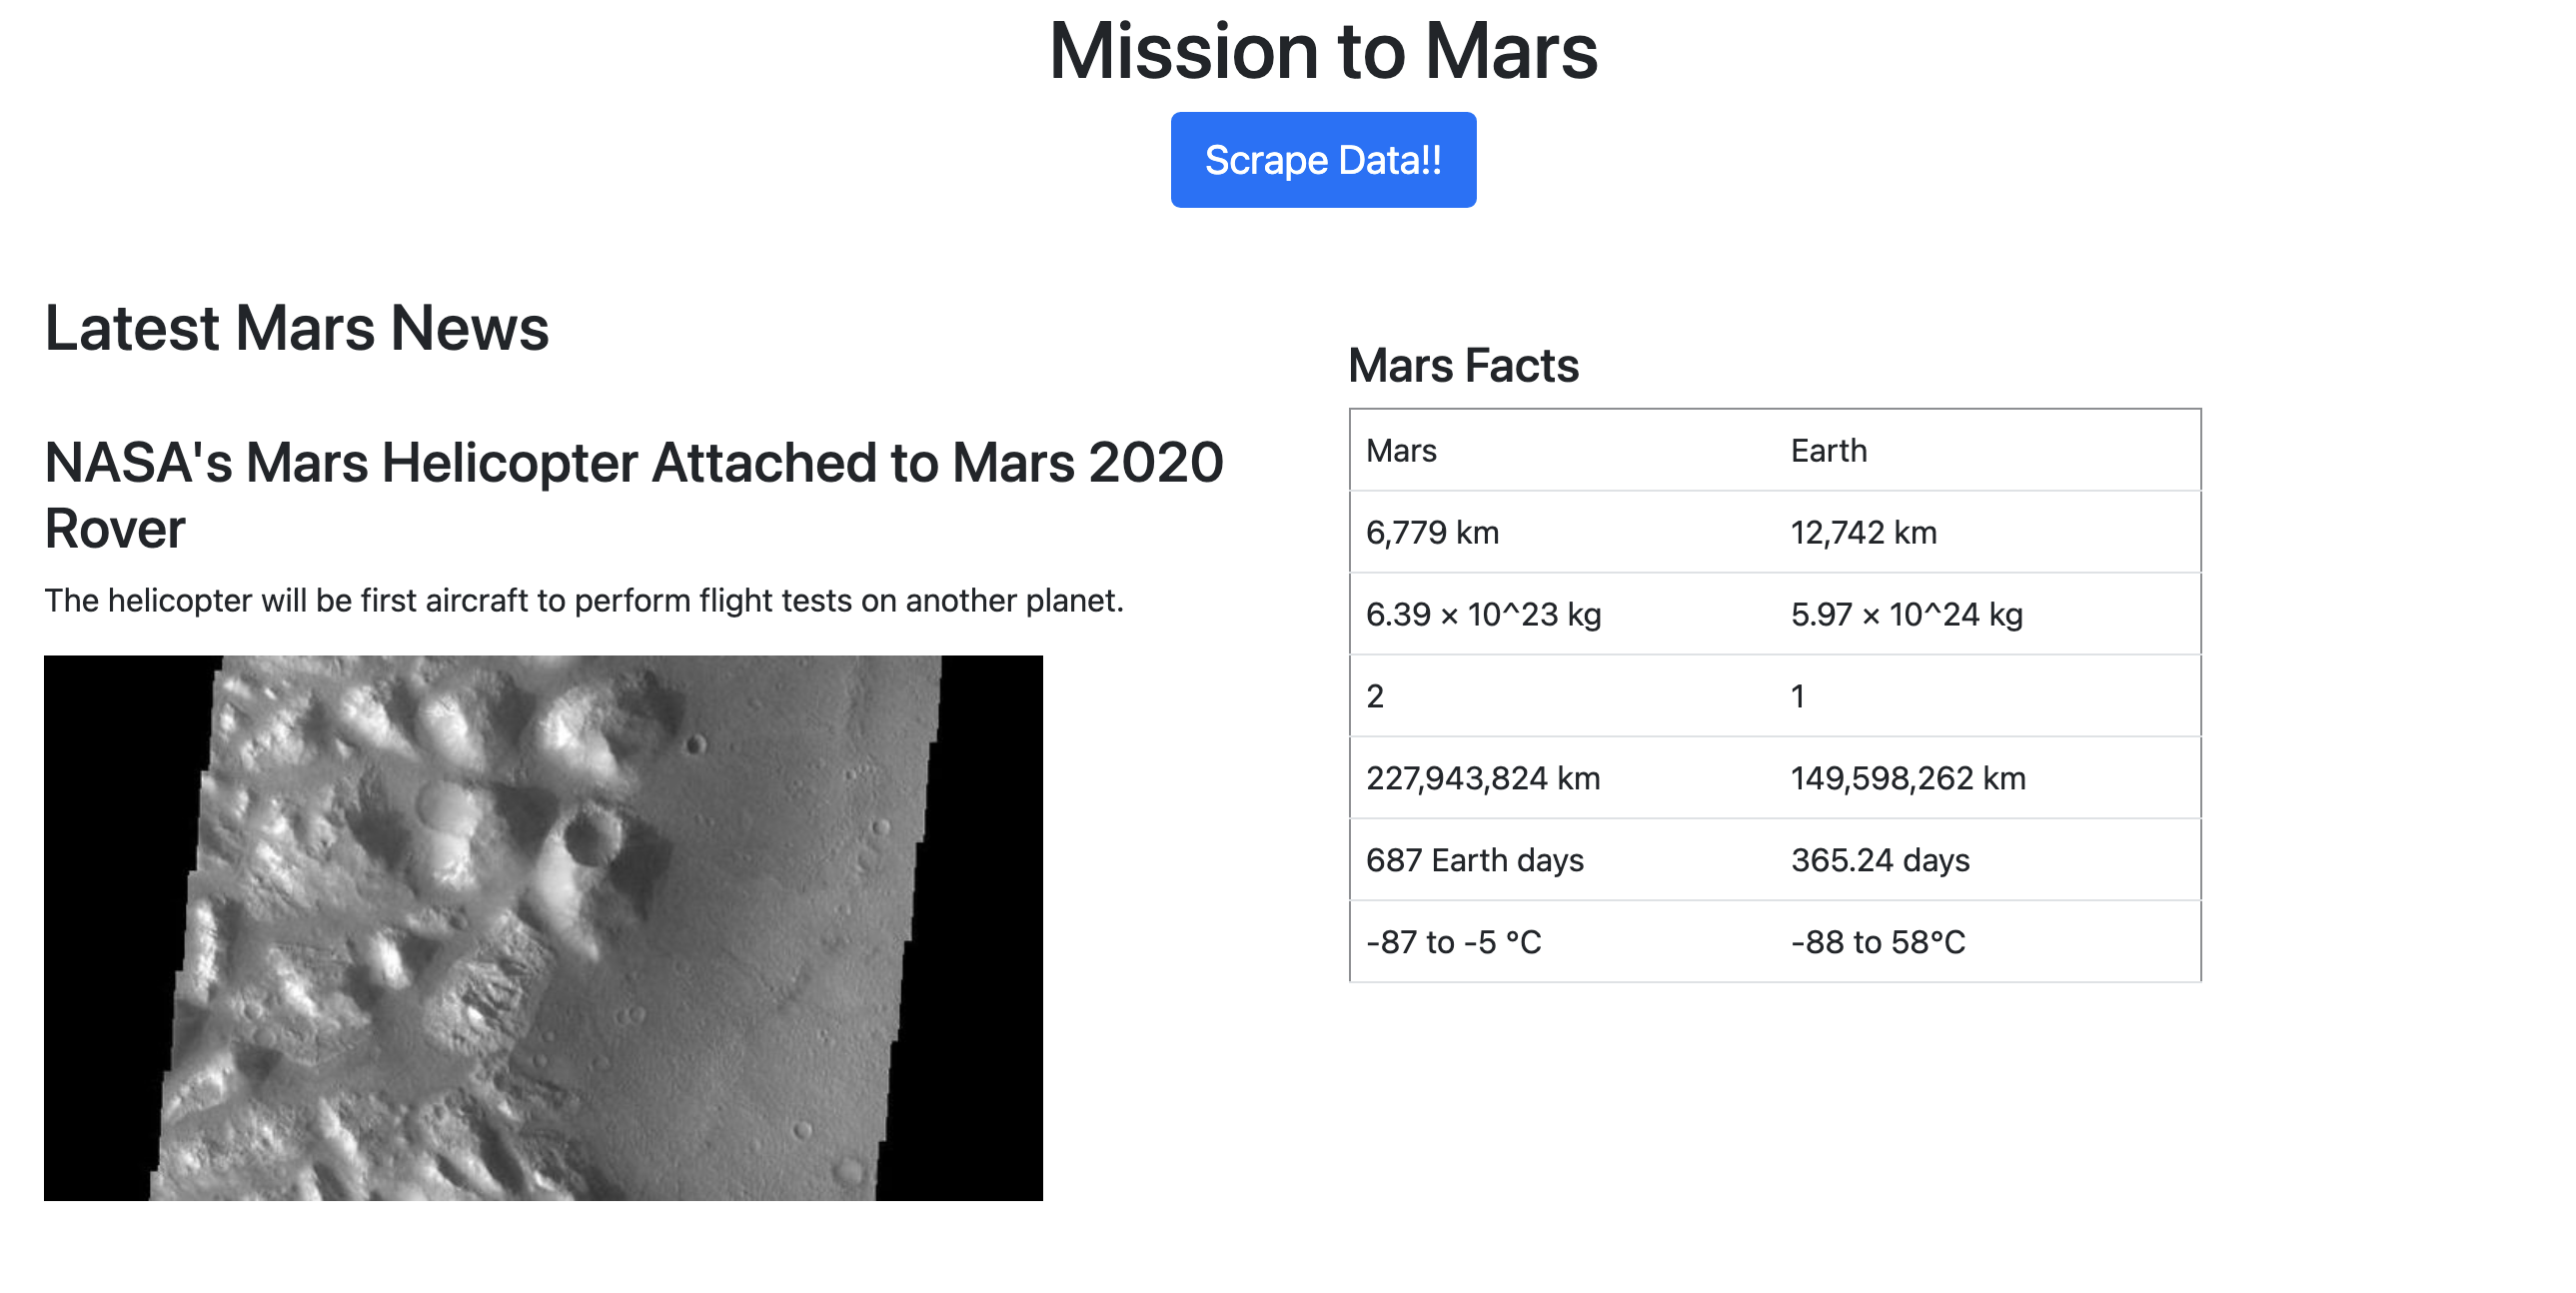 Mission to Mars
Scrape Data!!
Latest Mars News
NASA's Mars Helicopter Attached to Mars 2020
Rover
The helicopter will be first aircraft to perform flight tests on another planet.
Mars Facts
Mars Earth
6,779 km 12,742 km
6.39 × 10^23 kg 5.97 × 10^24 kg
2 1
227,943,824 km 149,598,262 km
687 Earth days 365.24 days
-87 to -5 °C -88 to 58°C